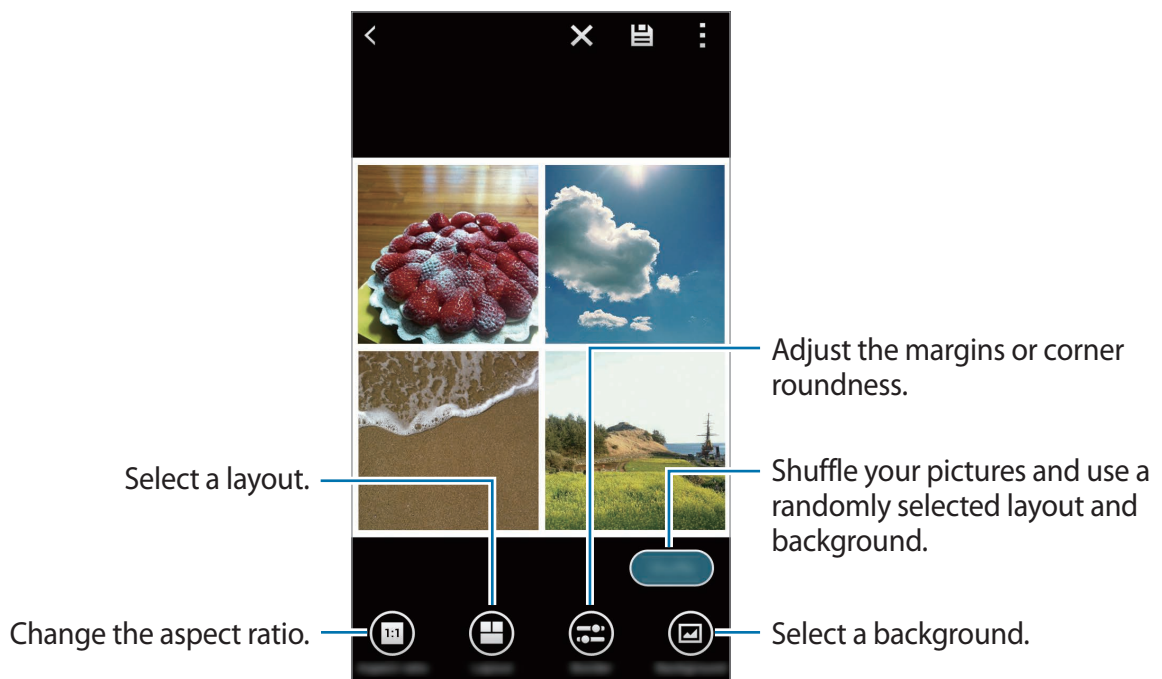 Adjust the margins or corner
roundness.
Select a layout.
Shuffle your pictures and use a
randomly selected layout and
background.
Change the aspect ratio.
1:1
Select a background.